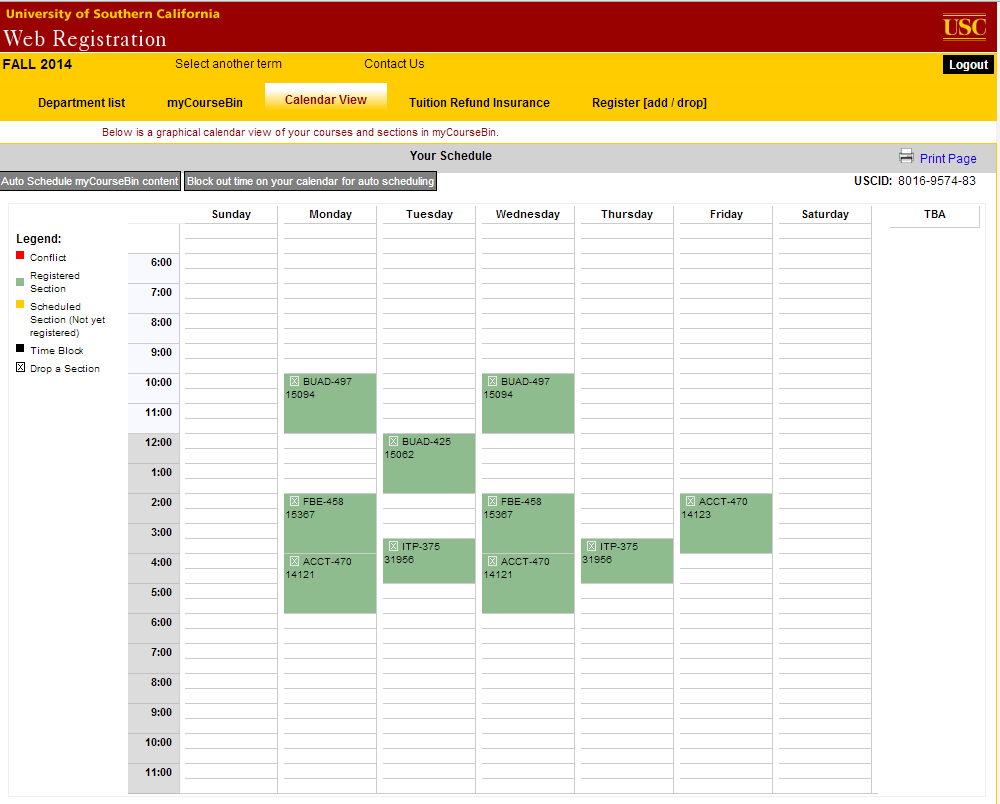 University of Southern California
Web Registration
USC
FALL 2014 Select another term Contact Us Logout
Department list myCourseBin Calendar View Tuition Refund Insurance Register [add / drop]
Below is a graphical calendar view of your courses and sections in myCourseBin.
Your Schedule Print Page
Auto Schedule myCourseBin content Block out time on your calendar for auto scheduling USCID: 8016-9574-83
Sunday Monday Tuesday Wednesday Thursday Friday Saturday TBA
Legend:
Conflict
Registered
Section
Scheduled
Section (Not yet
registered)
Time Block
Drop a Section
6:00
7:00
8:00
9:00
10:00 BUAD-497 BUAD-497
15094 15094
11:00
12:00 BUAD-425
15062
1:00
2:00 FBE-458 FBE-458 ACCT-470
15367 15367 14123
3:00
ITP-375 ITP-375
31956 31956
4:00 ACCT-470 ACCT-470
14121 14121
5:00
6:00
7:00
8:00
9:00
10:00
11:00